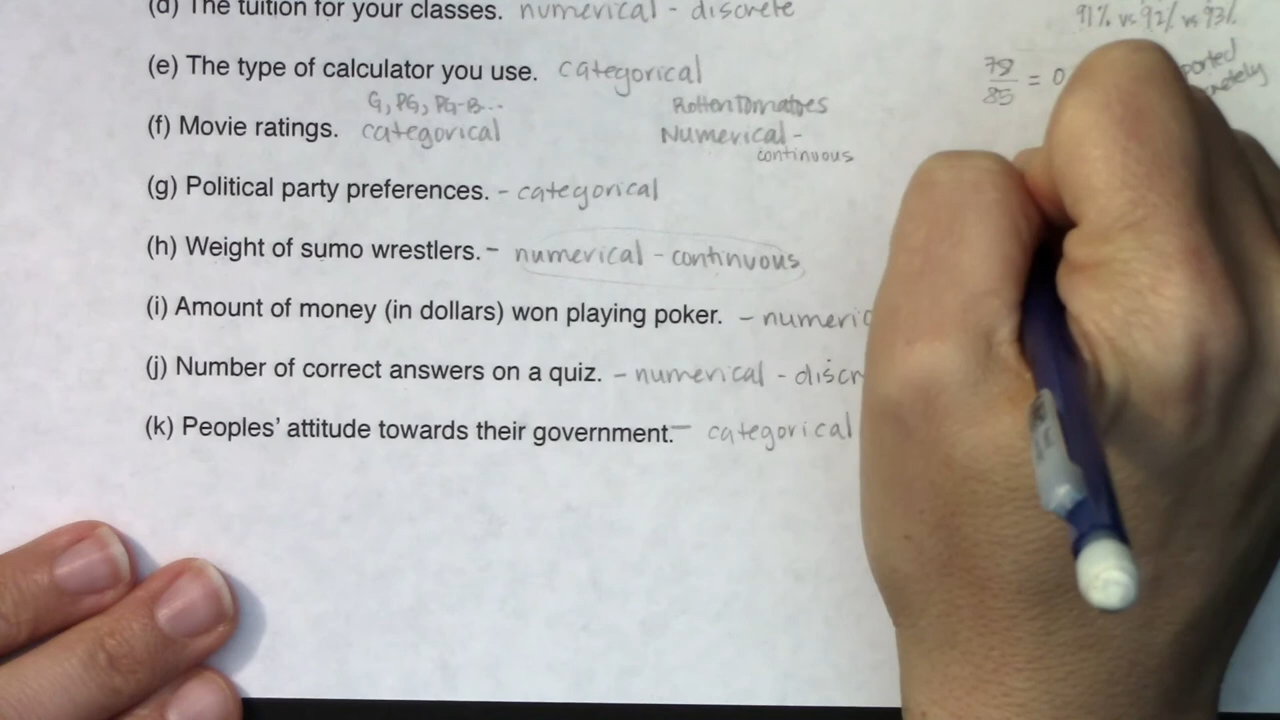 (d) The tuition for your classes. numerical - discrete
91% vs 92% vs 93%
(e) The type of calculator you use. categorical
79/85 = 0
G, PG, PG-13... Rotten Tomatoes
(f) Movie ratings. categorical Numerical -
continuous
(g) Political party preferences. - categorical
(h) Weight of sumo wrestlers. - numerical - continuous
(i) Amount of money (in dollars) won playing poker. - numeric
(j) Number of correct answers on a quiz. - numerical - discr
(k) Peoples' attitude towards their government. - categorical